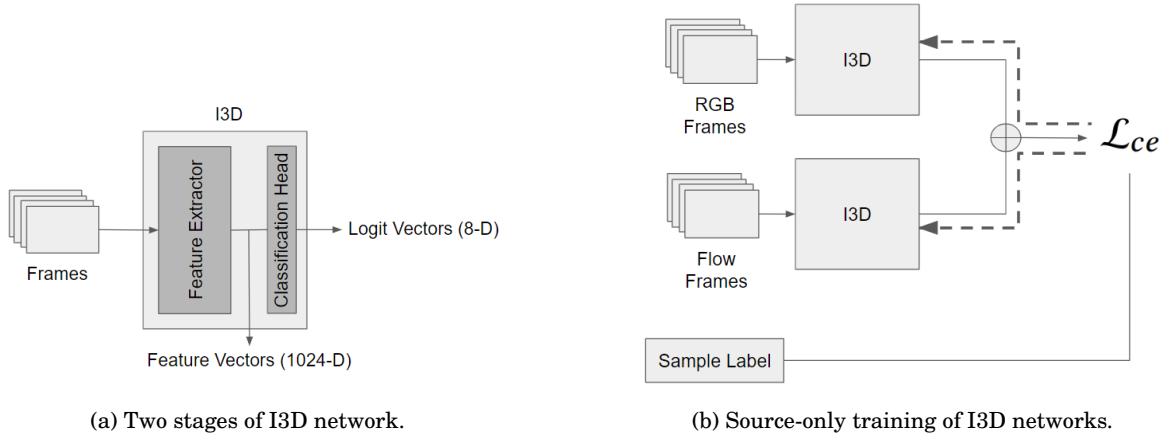 I3D
Feature Extractor
Classification Head
Frames
Logit Vectors (8-D)
Feature Vectors (1024-D)
(a) Two stages of I3D network.
I3D
RGB
Frames
ℒce
I3D
Flow
Frames
Sample Label
(b) Source-only training of I3D networks.